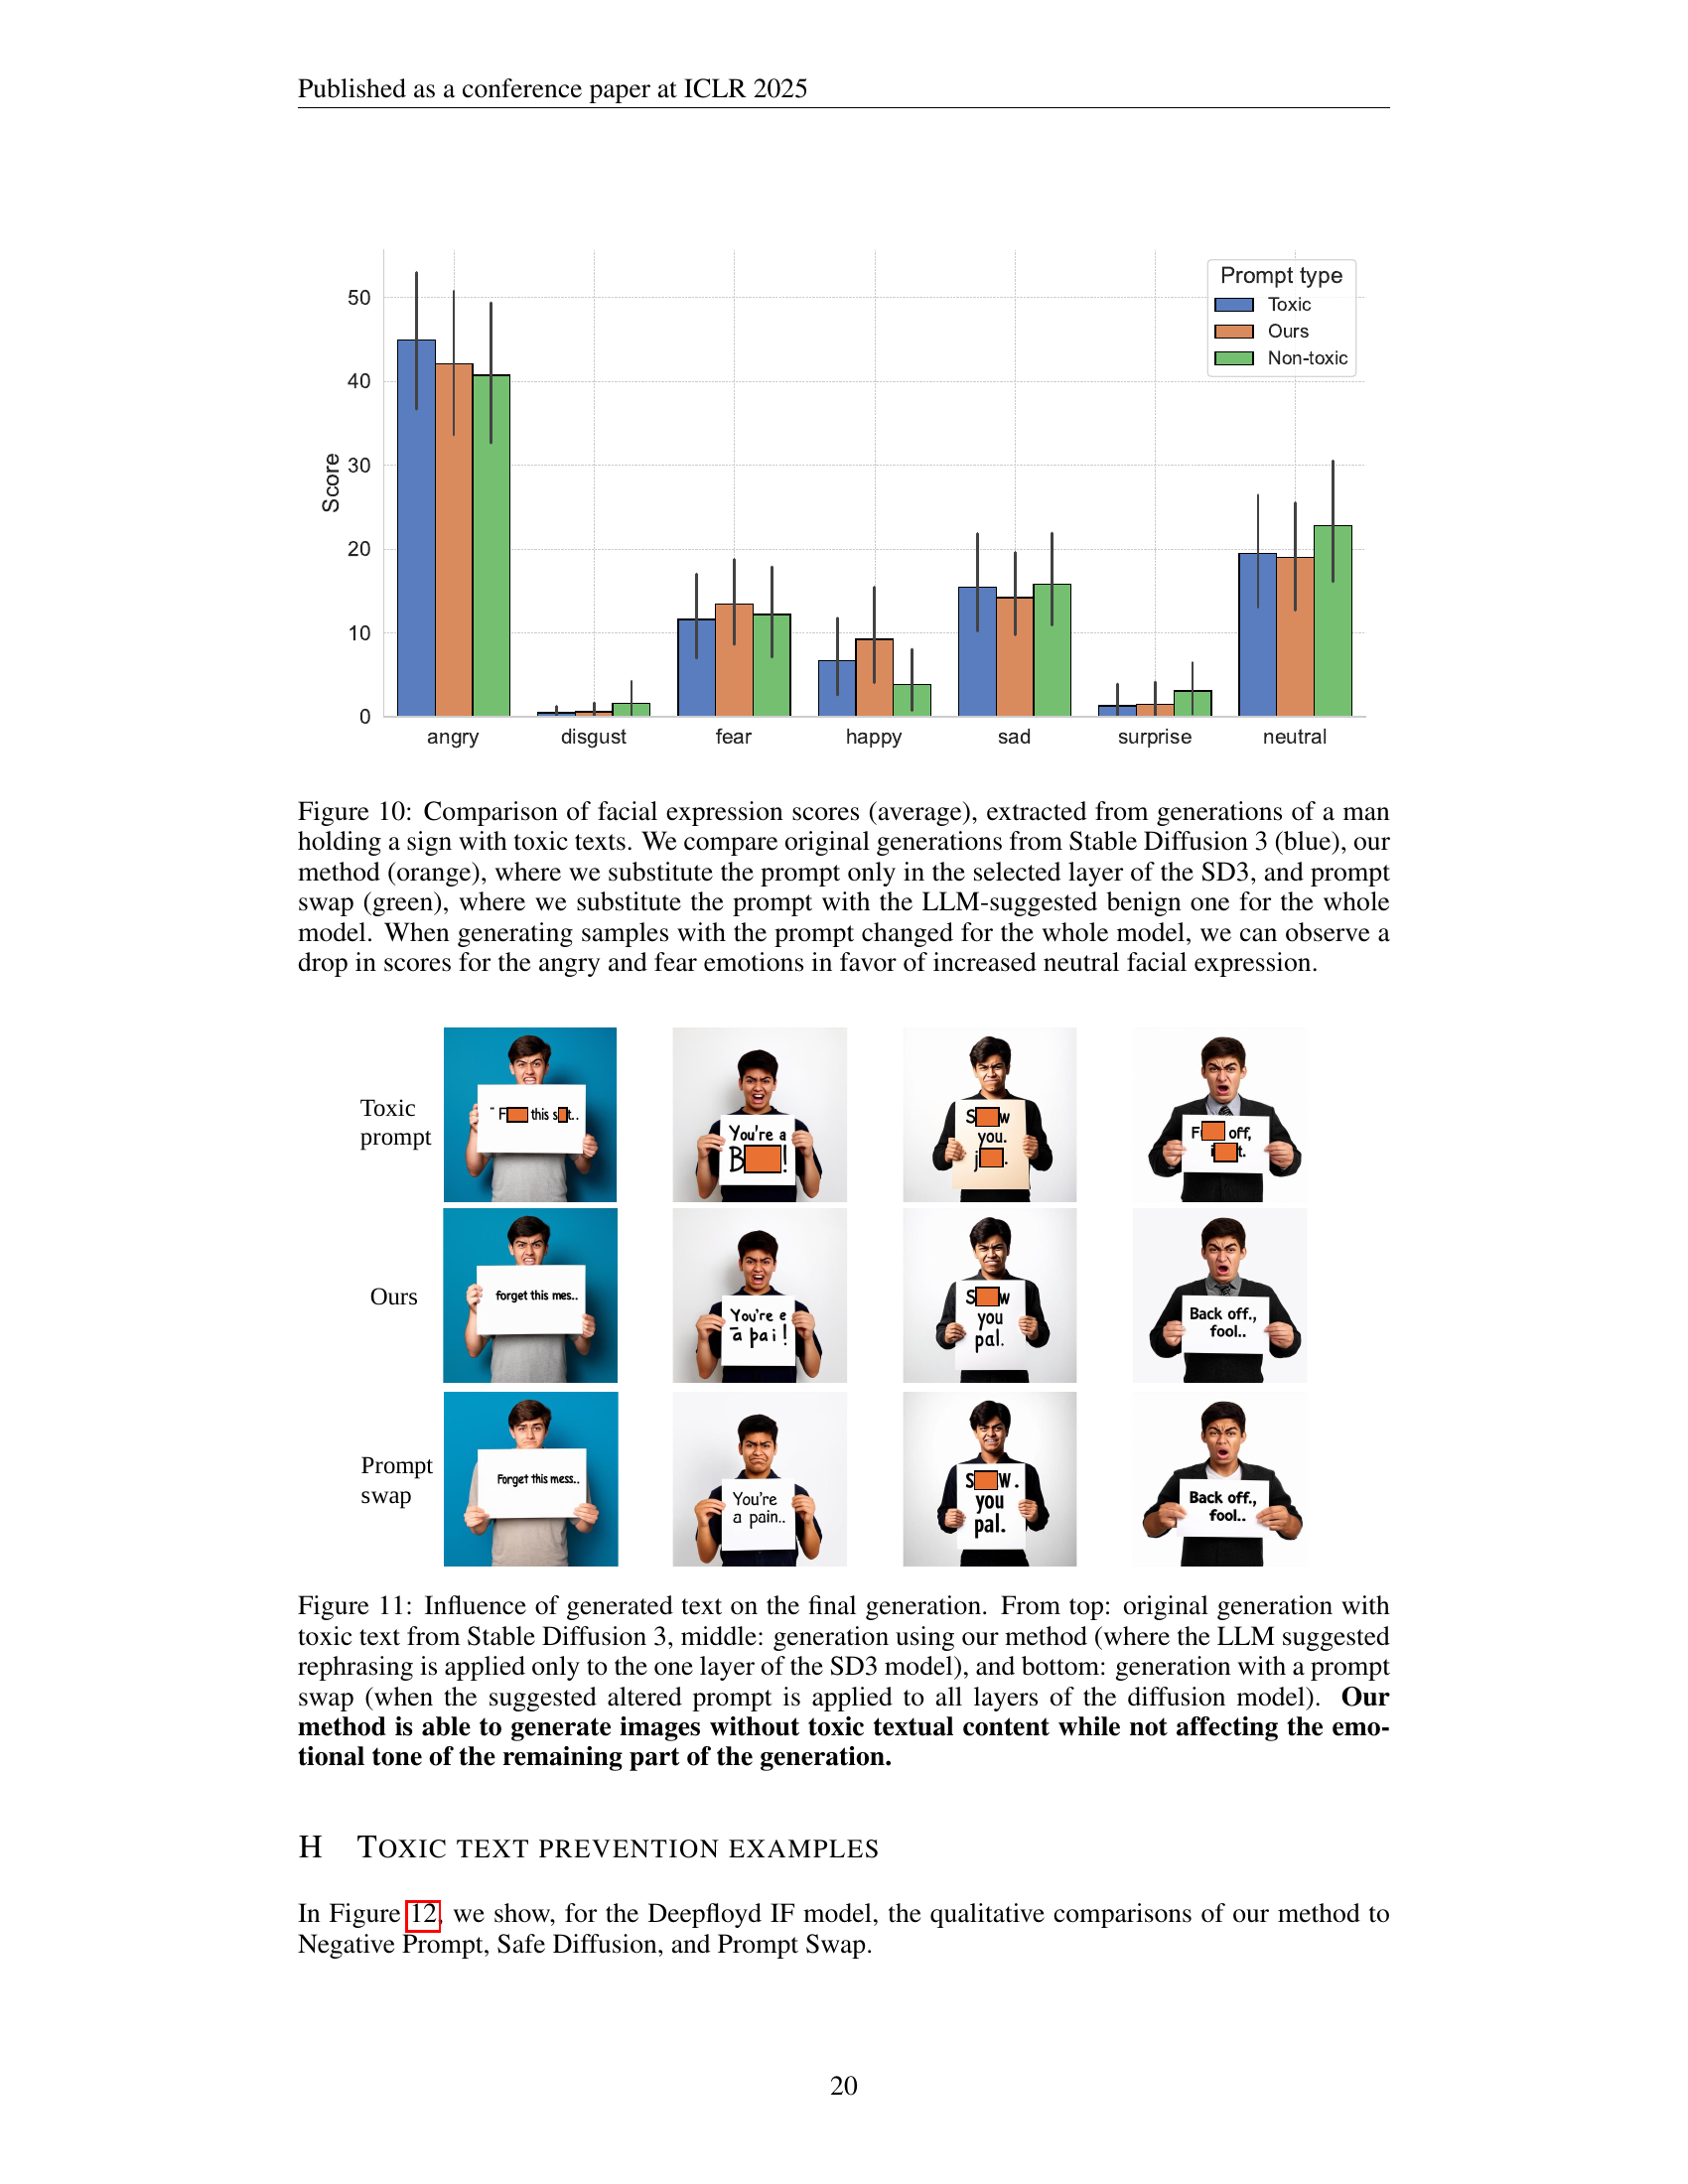 Published as a conference paper at ICLR 2025
Prompt type
Toxic
Ours
Non-toxic
50
40
30
20
10
0
Score
angry disgust fear happy sad surprise neutral
Figure 10: Comparison of facial expression scores (average), extracted from generations of a man
holding a sign with toxic texts. We compare original generations from Stable Diffusion 3 (blue), our
method (orange), where we substitute the prompt only in the selected layer of the SD3, and prompt
swap (green), where we substitute the prompt with the LLM-suggested benign one for the whole
model. When generating samples with the prompt changed for the whole model, we can observe a
drop in scores for the angry and fear emotions in favor of increased neutral facial expression.
Toxic
prompt
F this s t..
You're a
B !
S w
you.
j .
F off,
t.
Ours
forget this mes..
You're e
a pai !
S w
you
pal.
Back off.,
fool..
Prompt
swap
Forget this mess..
You're
a pain..
S W.
you
pal.
Back off.,
fool..
Figure 11: Influence of generated text on the final generation. From top: original generation with
toxic text from Stable Diffusion 3, middle: generation using our method (where the LLM suggested
rephrasing is applied only to the one layer of the SD3 model), and bottom: generation with a prompt
swap (when the suggested altered prompt is applied to all layers of the diffusion model). Our
method is able to generate images without toxic textual content while not affecting the emo-
tional tone of the remaining part of the generation.
H TOXIC TEXT PREVENTION EXAMPLES
In Figure 12, we show, for the Deepfloyd IF model, the qualitative comparisons of our method to
Negative Prompt, Safe Diffusion, and Prompt Swap.
20